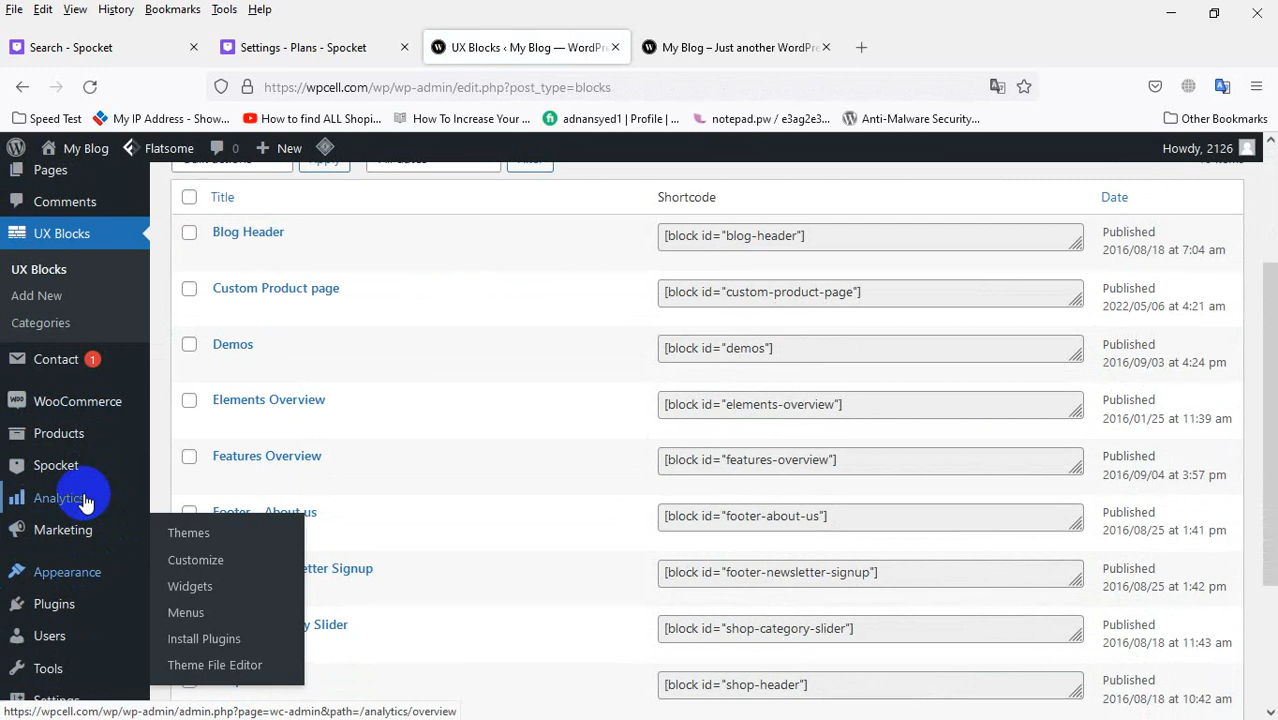 File Edit View History Bookmarks Tools Help
Search - Spocket
Settings - Plans - Spocket
UX Blocks ‹ My Blog — WordPre
My Blog – Just another WordPre
https://wpcell.com/wp/wp-admin/edit.php?post_type=blocks
Speed Test
My IP Address - Show...
How to find ALL Shopi...
How To Increase Your ...
adnansyed1 | Profile | ...
notepad.pw / e3ag2e3...
Anti-Malware Security...
Other Bookmarks
My Blog
Flatsome
0
New
Howdy, 2126
Pages
Comments
UX Blocks
UX Blocks
Add New
Categories
Contact 1
WooCommerce
Products
Spocket
Analytics
Marketing
Appearance
Plugins
Users
Tools
Settings
Themes
Customize
Widgets
Menus
Install Plugins
Theme File Editor
Apply
Filter
Title
Shortcode
Date
Blog Header
[block id="blog-header"]
Published
2016/08/18 at 7:04 am
Custom Product page
[block id="custom-product-page"]
Published
2022/05/06 at 4:21 am
Demos
[block id="demos"]
Published
2016/09/03 at 4:24 pm
Elements Overview
[block id="elements-overview"]
Published
2016/01/25 at 11:39 am
Features Overview
[block id="features-overview"]
Published
2016/09/04 at 3:57 pm
Footer – About us
[block id="footer-about-us"]
Published
2016/08/25 at 1:41 pm
etter Signup
[block id="footer-newsletter-signup"]
Published
2016/08/25 at 1:42 pm
y Slider
[block id="shop-category-slider"]
Published
2016/08/18 at 11:43 am
[block id="shop-header"]
Published
2016/08/18 at 10:42 am
https://wpcell.com/wp/wp-admin/admin.php?page=wc-admin&path=/analytics/overview